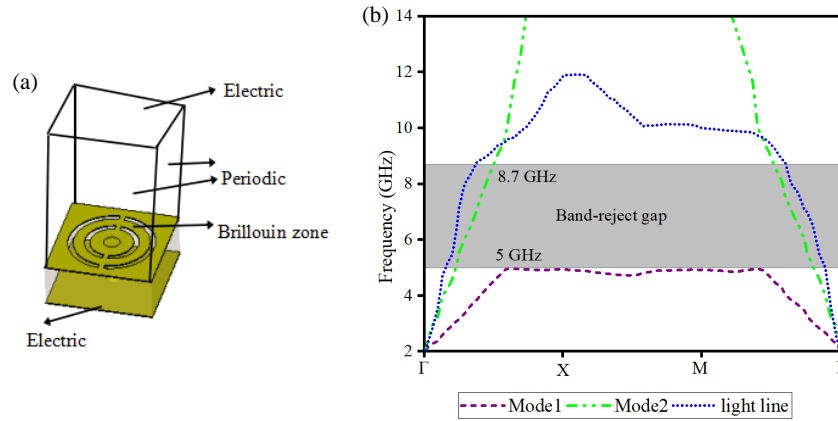 (a)
Electric
Periodic
Brillouin zone
Electric
(b)
14
12
10
8
6
4
2
Frequency (GHz)
8.7 GHz
Band-reject gap
5 GHz
Γ X M
Mode1 Mode2 light line